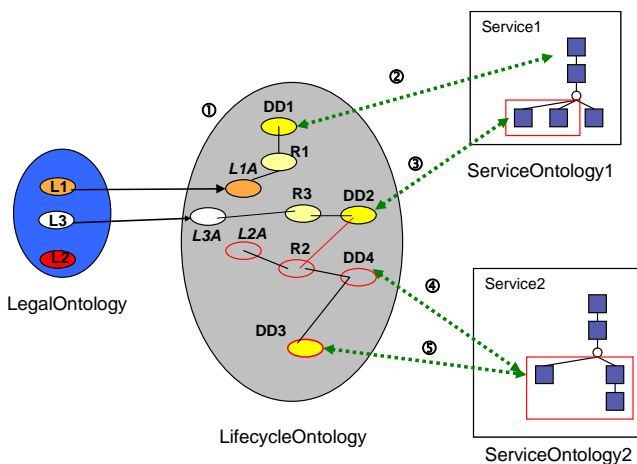 Service1
②
①
DD1
R1
L1A
③
ServiceOntology1
L1
L3
L2
R3
DD2
L3A
L2A
R2
DD4
LegalOntology
④
Service2
DD3
⑤
LifecycleOntology
ServiceOntology2